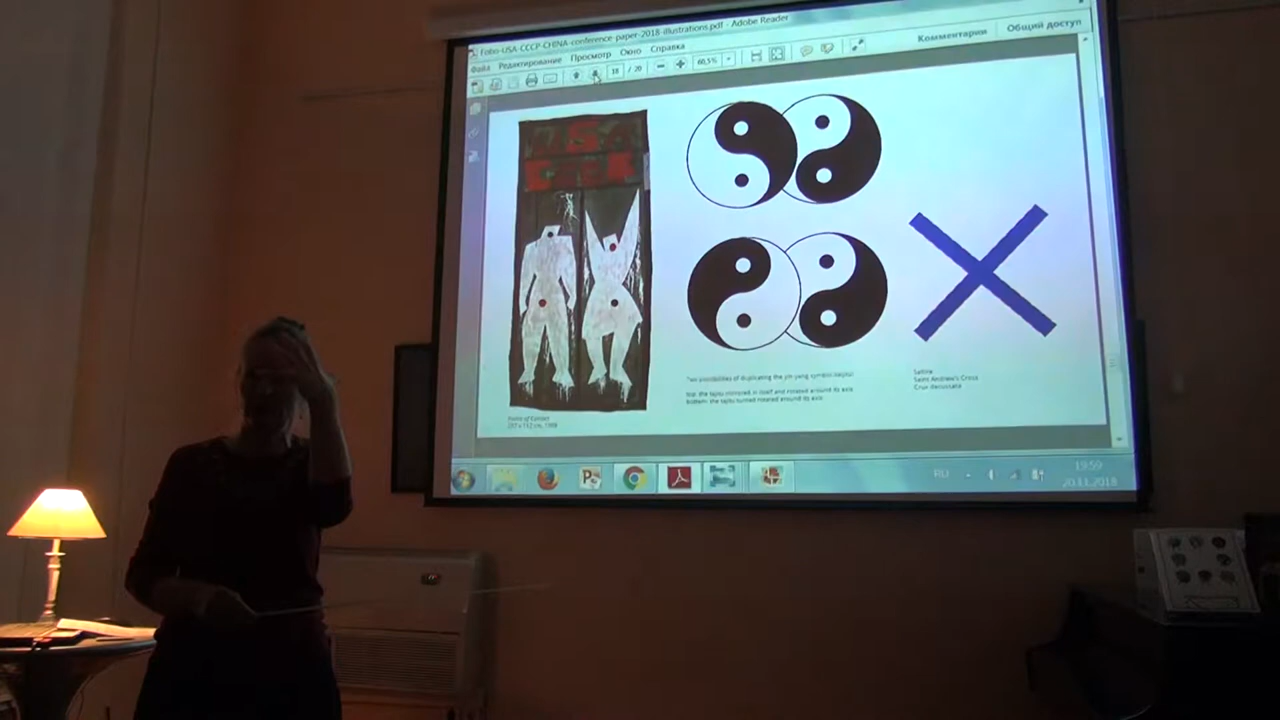 Folio-USA-CCCP-CHINA-conference-paper-2018-illustrations.pdf - Adobe Reader
Файл Редактирование Просмотр Окно Справка
Комментарии Общий доступ
18 / 20 60,5%
USA
Two possibilities of duplicating the yin yang symbol
top: the taijitu mirrored in itself and rotated around its axis
bottom: the taijitu turned rotated around its axis
Saltire
Saint Andrew's Cross
Crux decussata
RU
19:59
20.11.2018